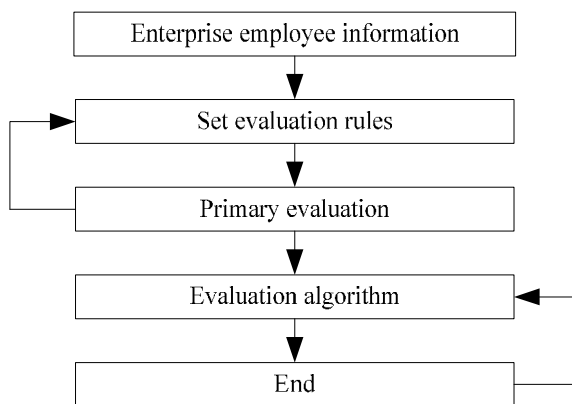 Enterprise employee information
Set evaluation rules
Primary evaluation
Evaluation algorithm
End